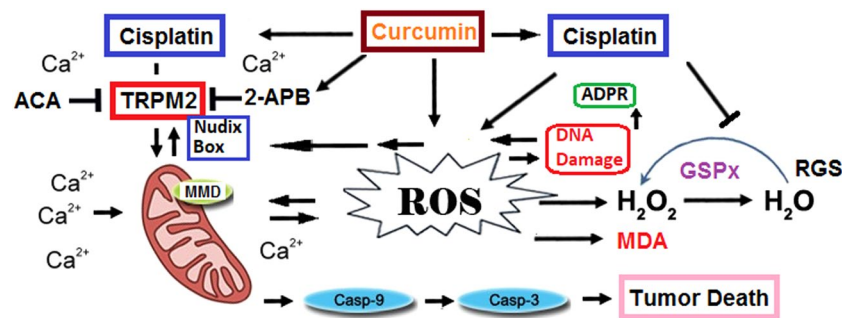 Cisplatin
Curcumin
Cisplatin
Ca2+
Ca2+
ACA
TRPM2
2-APB
ADPR
Nudix
Box
DNA
Damage
GSPx
RGS
Ca2+
MMD
ROS
H2O2
H2O
Ca2+
Ca2+
Ca2+
MDA
Casp-9
Casp-3
Tumor Death